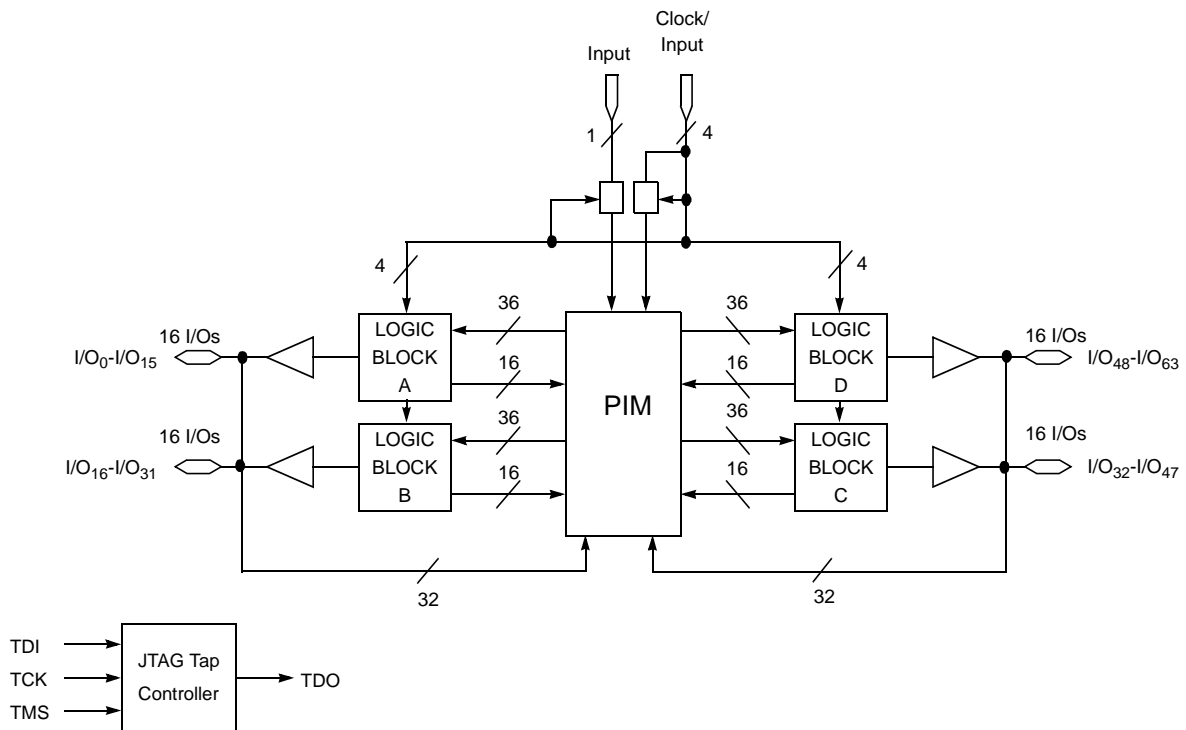 Clock/
Input
Input
1
4
4
4
36
36
16 I/Os
LOGIC
BLOCK
A
LOGIC
BLOCK
D
16 I/Os
I/O0-I/O15
I/O48-I/O63
16
16
PIM
36
36
16 I/Os
LOGIC
BLOCK
B
LOGIC
BLOCK
C
16 I/Os
I/O16-I/O31
I/O32-I/O47
16
16
32
32
TDI
TCK
TMS
JTAG Tap
Controller
TDO